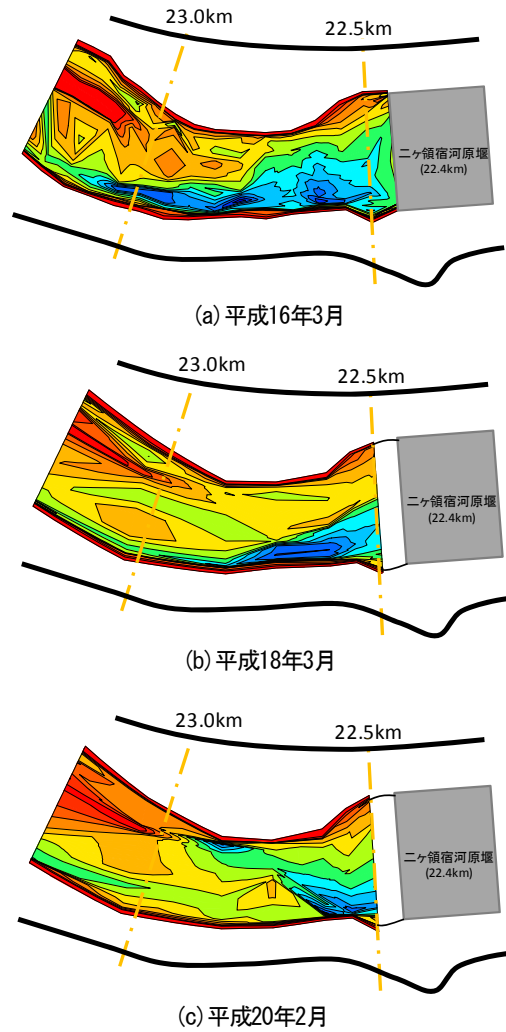 23.0km
22.5km
二ヶ領宿河原堰
(22.4km)
(a) 平成16年3月
23.0km
22.5km
二ヶ領宿河原堰
(22.4km)
(b) 平成18年3月
23.0km
22.5km
二ヶ領宿河原堰
(22.4km)
(c) 平成20年2月